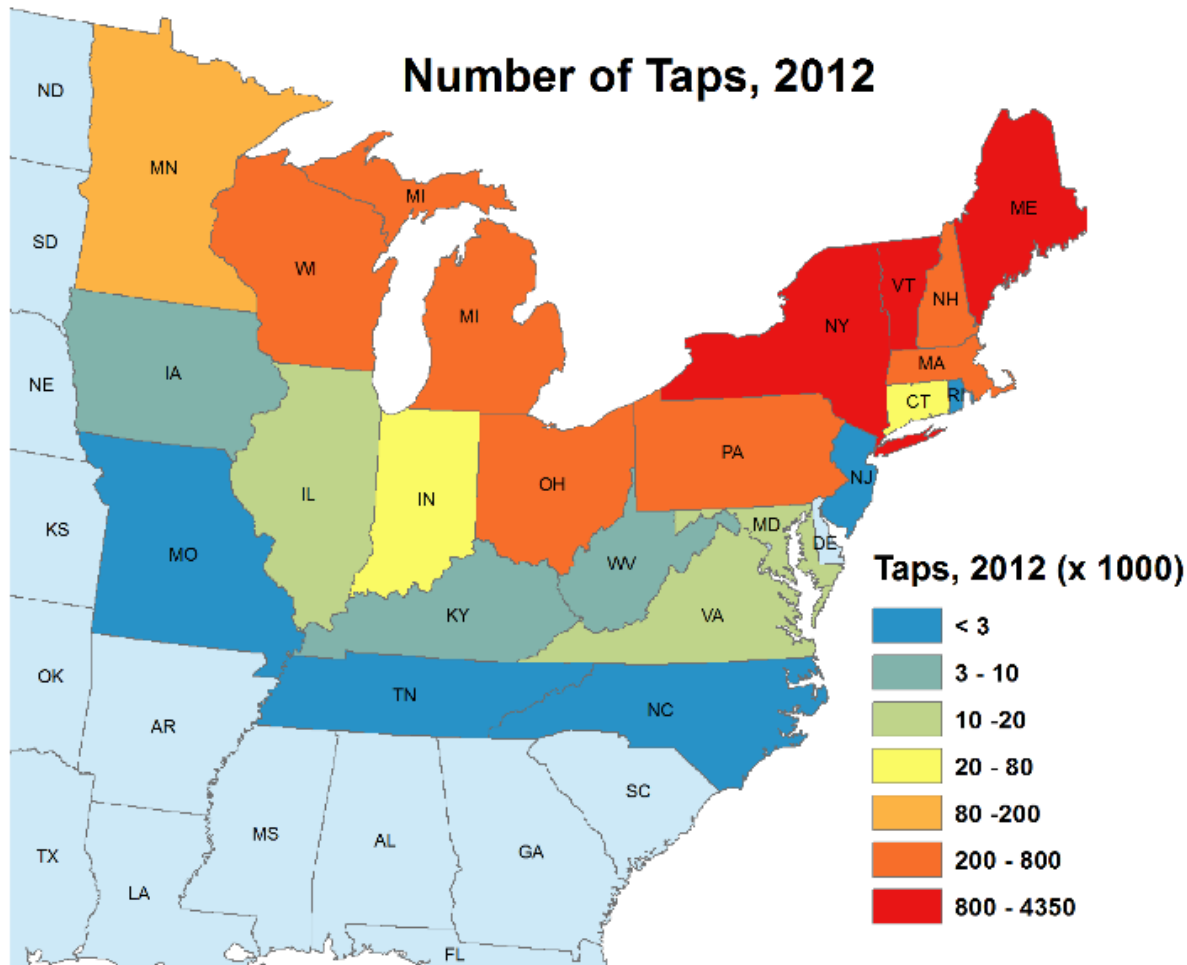 Number of Taps, 2012
ND
MN
MI
ME
SD
WI
VT
NH
MI
NY
MA
IA
NE
CT
RI
PA
OH
IL
IN
NJ
KS
MD
MO
DE
WV
KY
VA
OK
TN
NC
AR
SC
MS
AL
GA
TX
LA
FL
Taps, 2012 (x 1000)
< 3
3 - 10
10 -20
20 - 80
80 -200
200 - 800
800 - 4350